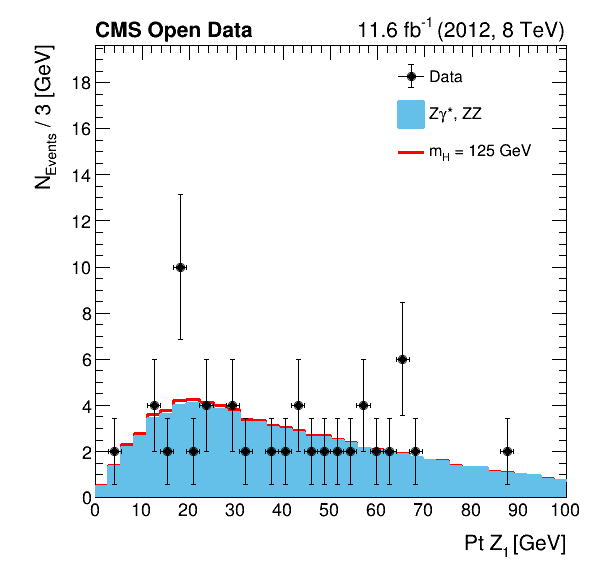 CMS Open Data 11.6 fb⁻¹ (2012, 8 TeV)
N_Events / 3 [GeV]
Data
Zγ*, ZZ
m_H = 125 GeV
18
16
14
12
10
8
6
4
2
0
0 10 20 30 40 50 60 70 80 90 100
Pt Z₁ [GeV]